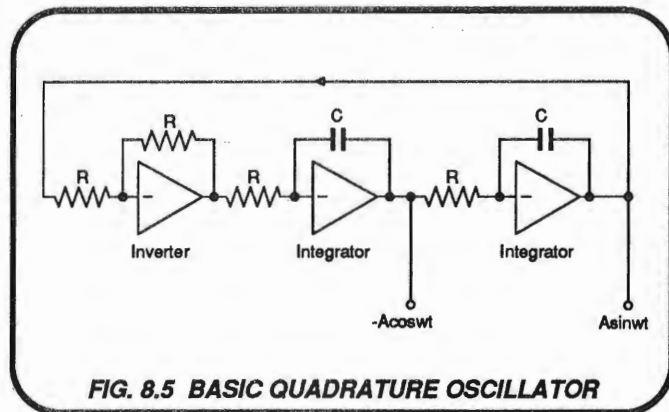 R
C
C
R
R
R
–
–
–
Inverter
Integrator
Integrator
-Acoswt
Asinwt
FIG. 8.5 BASIC QUADRATURE OSCILLATOR